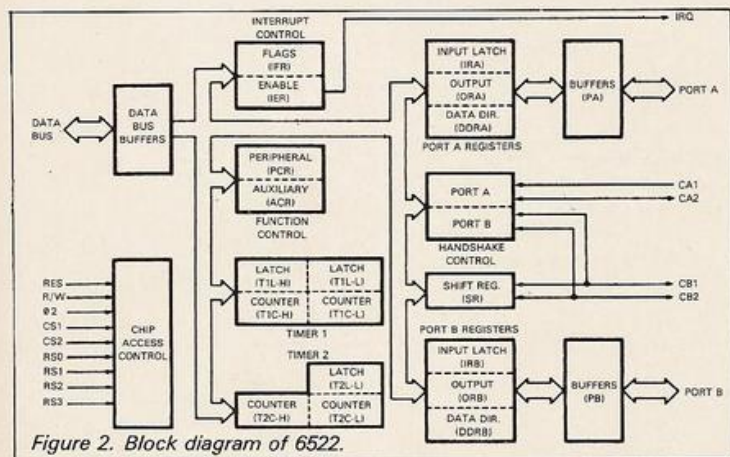 INTERRUPT
CONTROL
FLAGS
(IFR)
ENABLE
(IER)
IRQ
DATA
BUS
DATA
BUS
BUFFERS
PERIPHERAL
(PCR)
AUXILIARY
(ACR)
FUNCTION
CONTROL
LATCH
(T1L-H)
LATCH
(T1L-L)
COUNTER
(T1C-H)
COUNTER
(T1C-L)
TIMER 1
TIMER 2
LATCH
(T2L-L)
COUNTER
(T2C-H)
COUNTER
(T2C-L)
RES
R/W
Ø2
CS1
CS2
RS0
RS1
RS2
RS3
CHIP
ACCESS
CONTROL
INPUT LATCH
(IRA)
OUTPUT
(ORA)
DATA DIR.
(DDRA)
PORT A REGISTERS
BUFFERS
(PA)
PORT A
PORT A
PORT B
HANDSHAKE
CONTROL
CA1
CA2
SHIFT REG.
(SR)
CB1
CB2
PORT B REGISTERS
INPUT LATCH
(IRB)
OUTPUT
(ORB)
DATA DIR.
(DDRB)
BUFFERS
(PB)
PORT B
Figure 2. Block diagram of 6522.